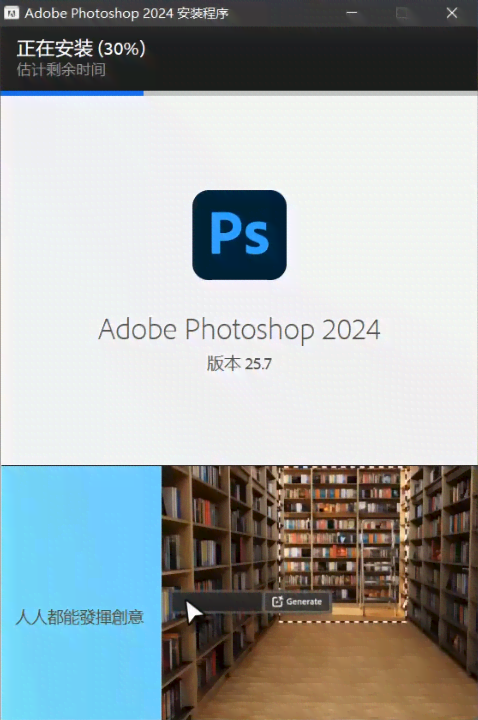 Adobe Photoshop 2024 安装程序
正在安装 (30%)
估计剩余时间
Ps
Adobe Photoshop 2024
版本 25.7
人人都能發揮創意
Generate